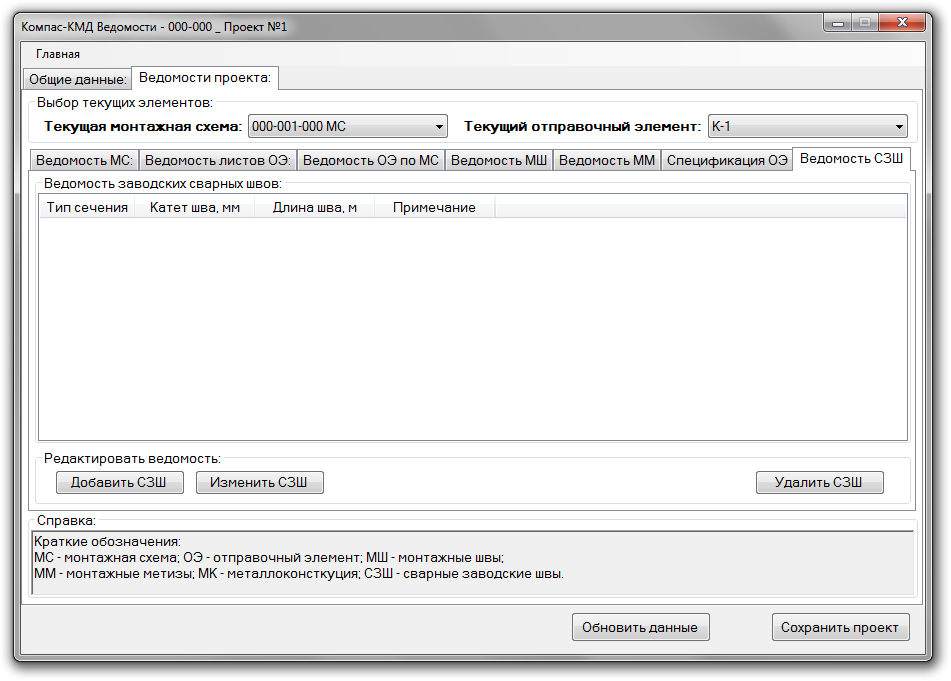 Компас-КМД Ведомости - 000-000 _ Проект №1
Главная
Общие данные: Ведомости проекта:
Выбор текущих элементов:
Текущая монтажная схема: 000-001-000 МС Текущий отправочный элемент: К-1
Ведомость МС: Ведомость листов ОЭ: Ведомость ОЭ по МС Ведомость МШ Ведомость ММ Спецификация ОЭ Ведомость СЗШ
Ведомость заводских сварных швов:
Тип сечения Катет шва, мм Длина шва, м Примечание
Редактировать ведомость:
Добавить СЗШ Изменить СЗШ Удалить СЗШ
Справка:
Краткие обозначения:
МС - монтажная схема; ОЭ - отправочный элемент; МШ - монтажные швы;
ММ - монтажные метизы; МК - металлоконсткуция; СЗШ - сварные заводские швы.
Обновить данные Сохранить проект